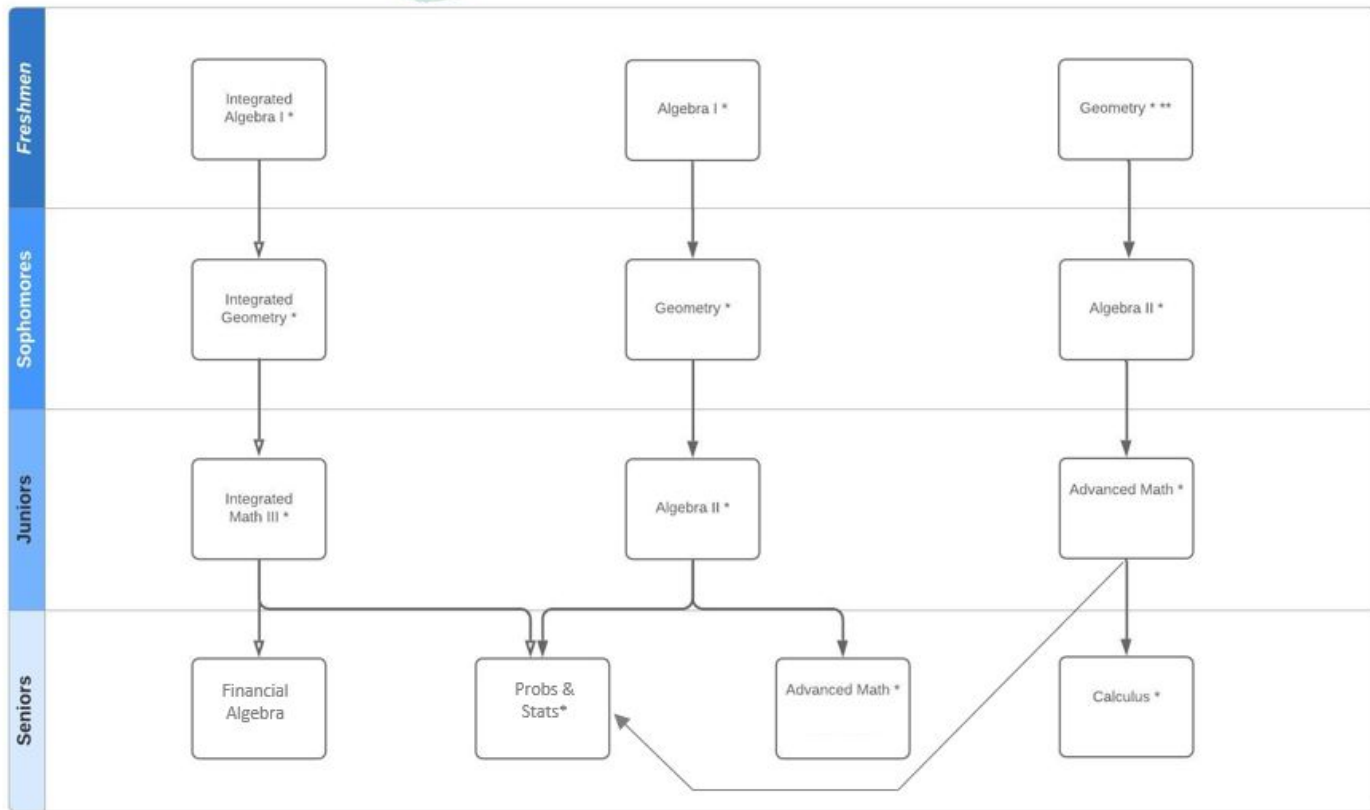 Freshmen
Integrated
Algebra I *
Algebra I *
Geometry * **
Sophomores
Integrated
Geometry *
Geometry *
Algebra II *
Juniors
Integrated
Math III *
Algebra II *
Advanced Math *
Seniors
Financial
Algebra
Probs &
Stats*
Advanced Math *
Calculus *